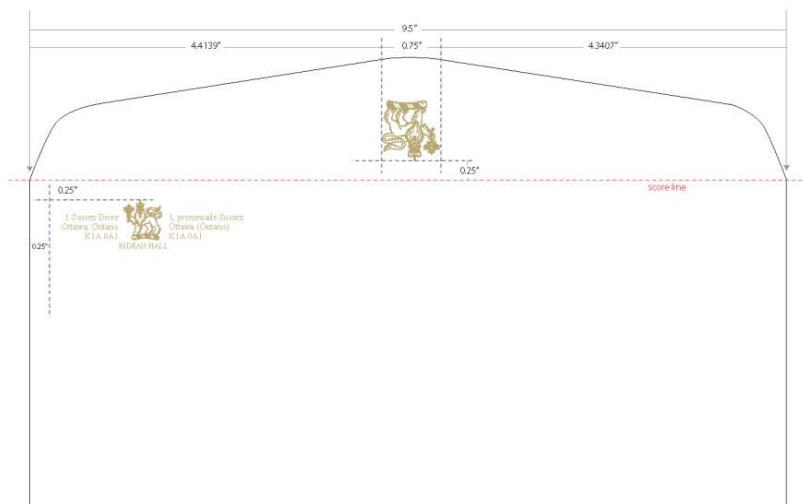 9.5"
4.4139"
0.75"
4.3407"
0.25"
score line
0.25"
0.25"
1 Sussex Drive
Ottawa, Ontario
K1A 0A1
1, promenade Sussex
Ottawa (Ontario)
K1A 0A1
RIDEAU HALL